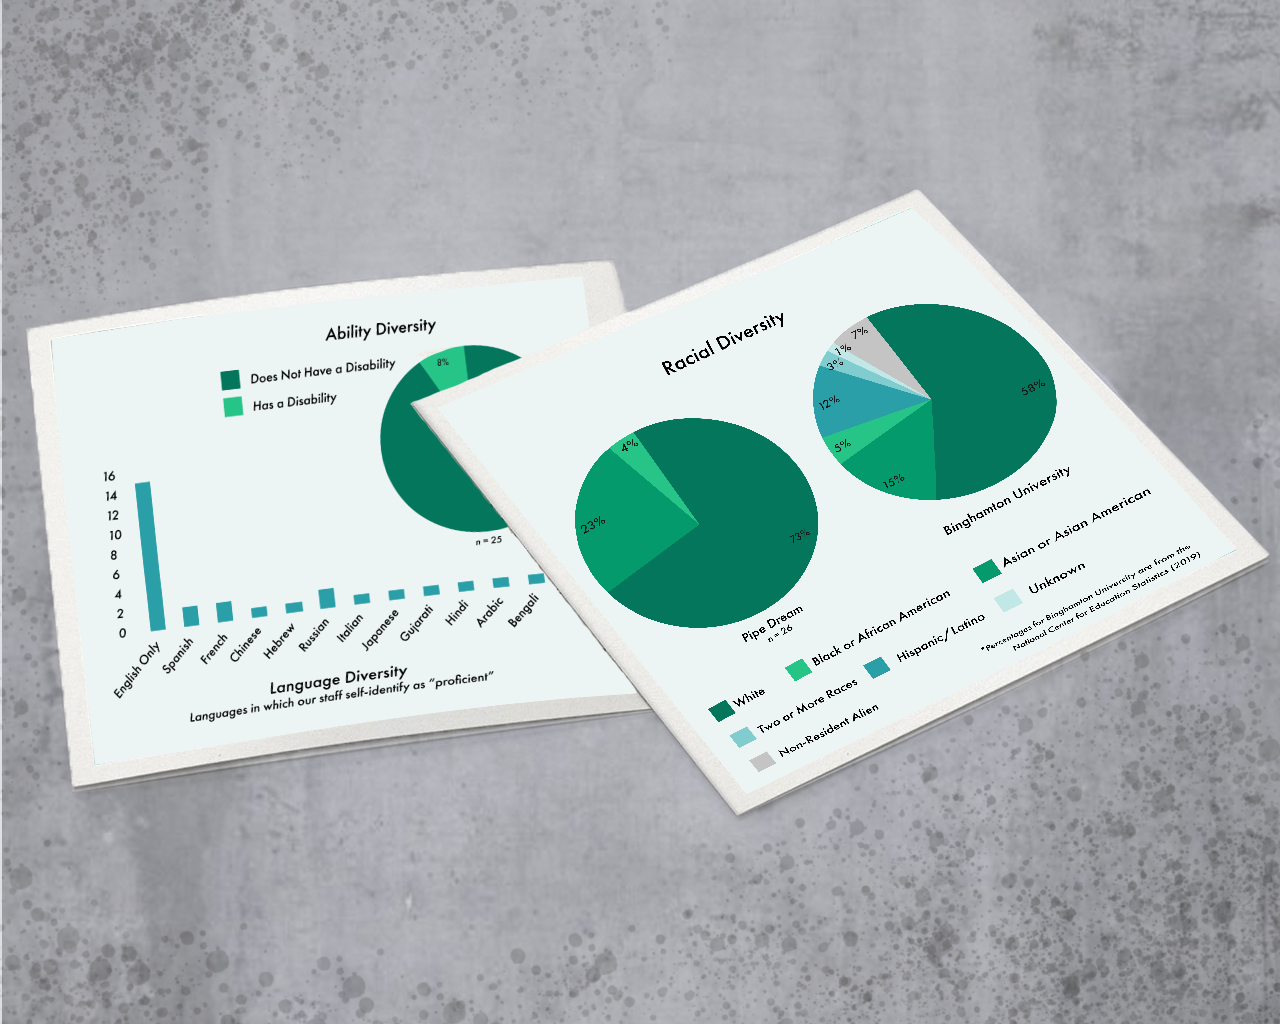 Ability Diversity
Does Not Have a Disability
Has a Disability
8%
n = 25
16
14
12
10
8
6
4
2
0
English Only
Spanish
French
Chinese
Hebrew
Russian
Italian
Japanese
Gujarati
Hindi
Arabic
Bengali
Language Diversity
Languages in which our staff self-identify as “proficient”
Racial Diversity
4%
23%
73%
Pipe Dream
n = 26
7%
1%
3%
12%
5%
15%
58%
Binghamton University
White
Black or African American
Asian or Asian American
Two or More Races
Hispanic/ Latino
Unknown
Non-Resident Alien
*Percentages for Binghamton University are from the
National Center for Education Statistics (2019)